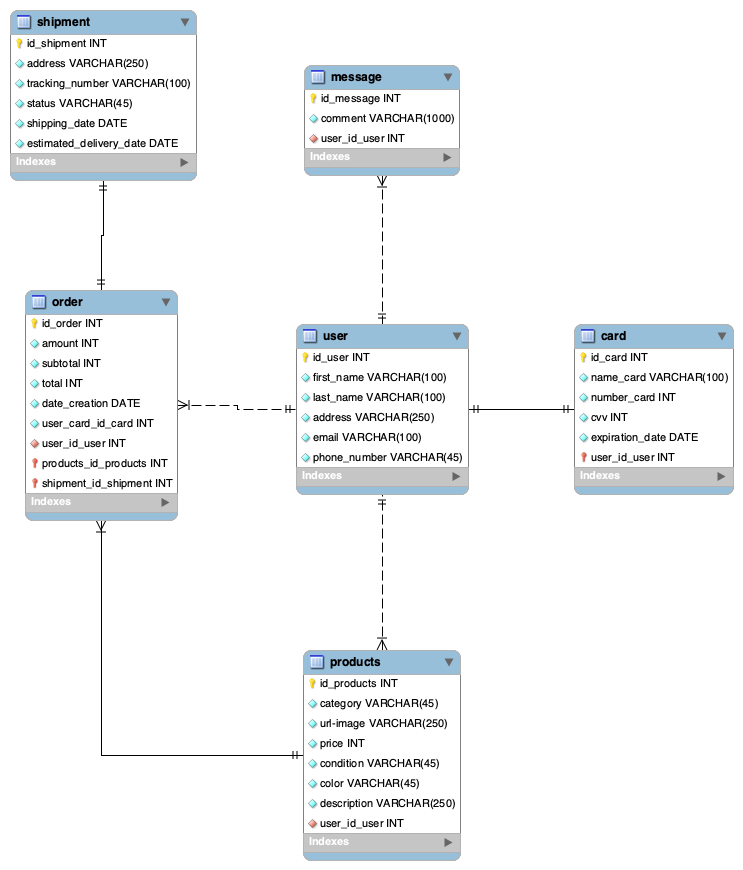 shipment
id_shipment INT
address VARCHAR(250)
tracking_number VARCHAR(100)
status VARCHAR(45)
shipping_date DATE
estimated_delivery_date DATE
Indexes
message
id_message INT
comment VARCHAR(1000)
user_id_user INT
Indexes
order
id_order INT
amount INT
subtotal INT
total INT
date_creation DATE
user_card_id_card INT
user_id_user INT
products_id_products INT
shipment_id_shipment INT
Indexes
user
id_user INT
first_name VARCHAR(100)
last_name VARCHAR(100)
address VARCHAR(250)
email VARCHAR(100)
phone_number VARCHAR(45)
Indexes
card
id_card INT
name_card VARCHAR(100)
number_card INT
cvv INT
expiration_date DATE
user_id_user INT
Indexes
products
id_products INT
category VARCHAR(45)
url-image VARCHAR(250)
price INT
condition VARCHAR(45)
color VARCHAR(45)
description VARCHAR(250)
user_id_user INT
Indexes